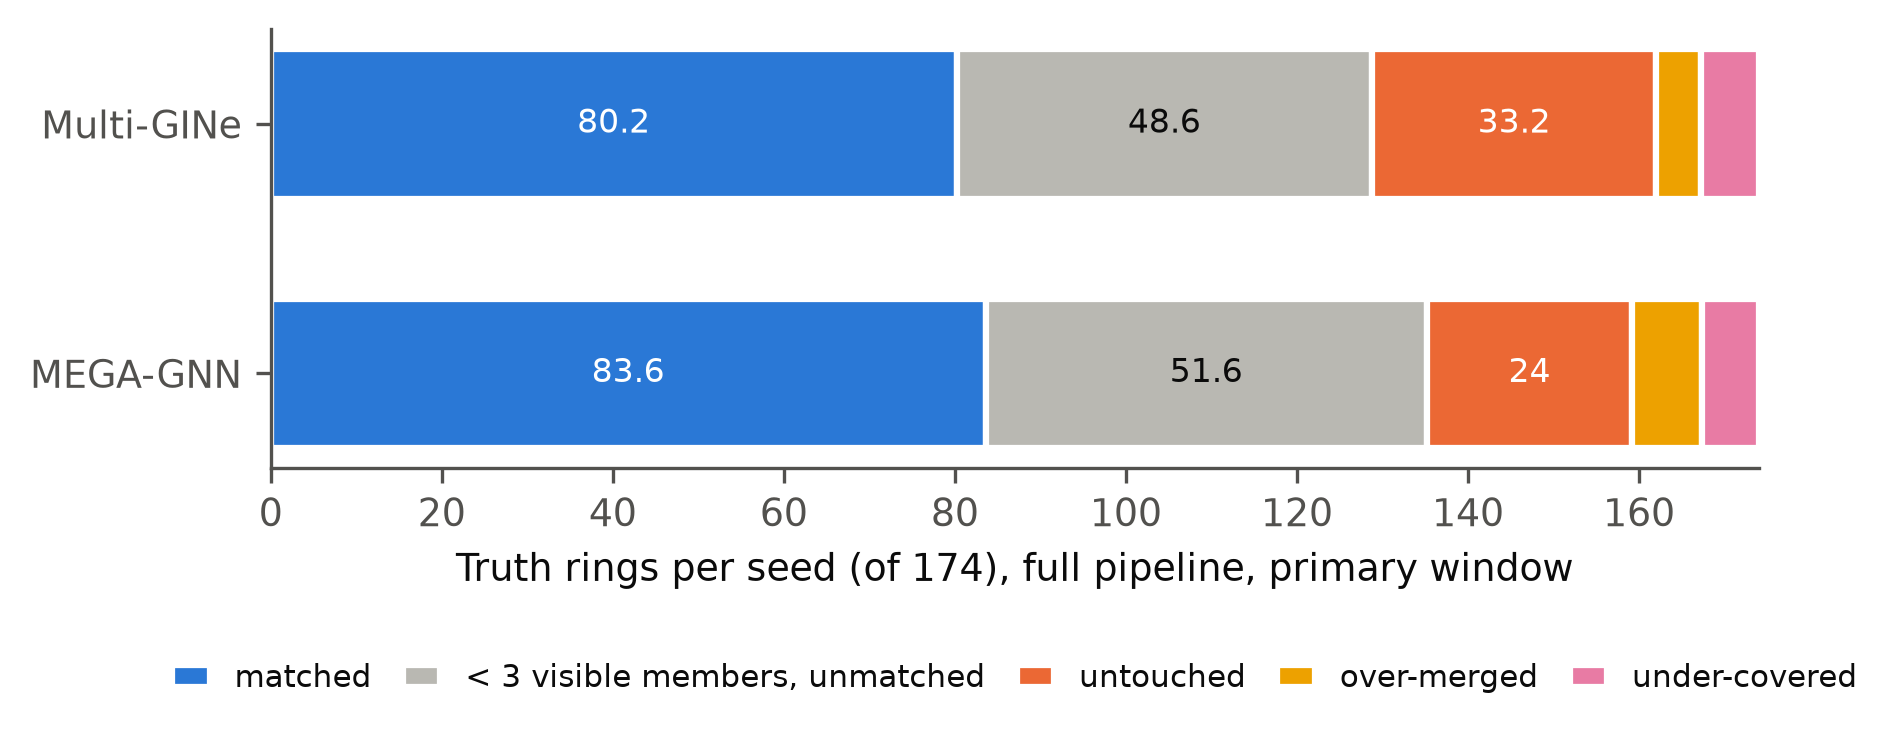 Multi-GINe
80.2
48.6
33.2
MEGA-GNN
83.6
51.6
24
0 20 40 60 80 100 120 140 160
Truth rings per seed (of 174), full pipeline, primary window
matched < 3 visible members, unmatched untouched over-merged under-covered